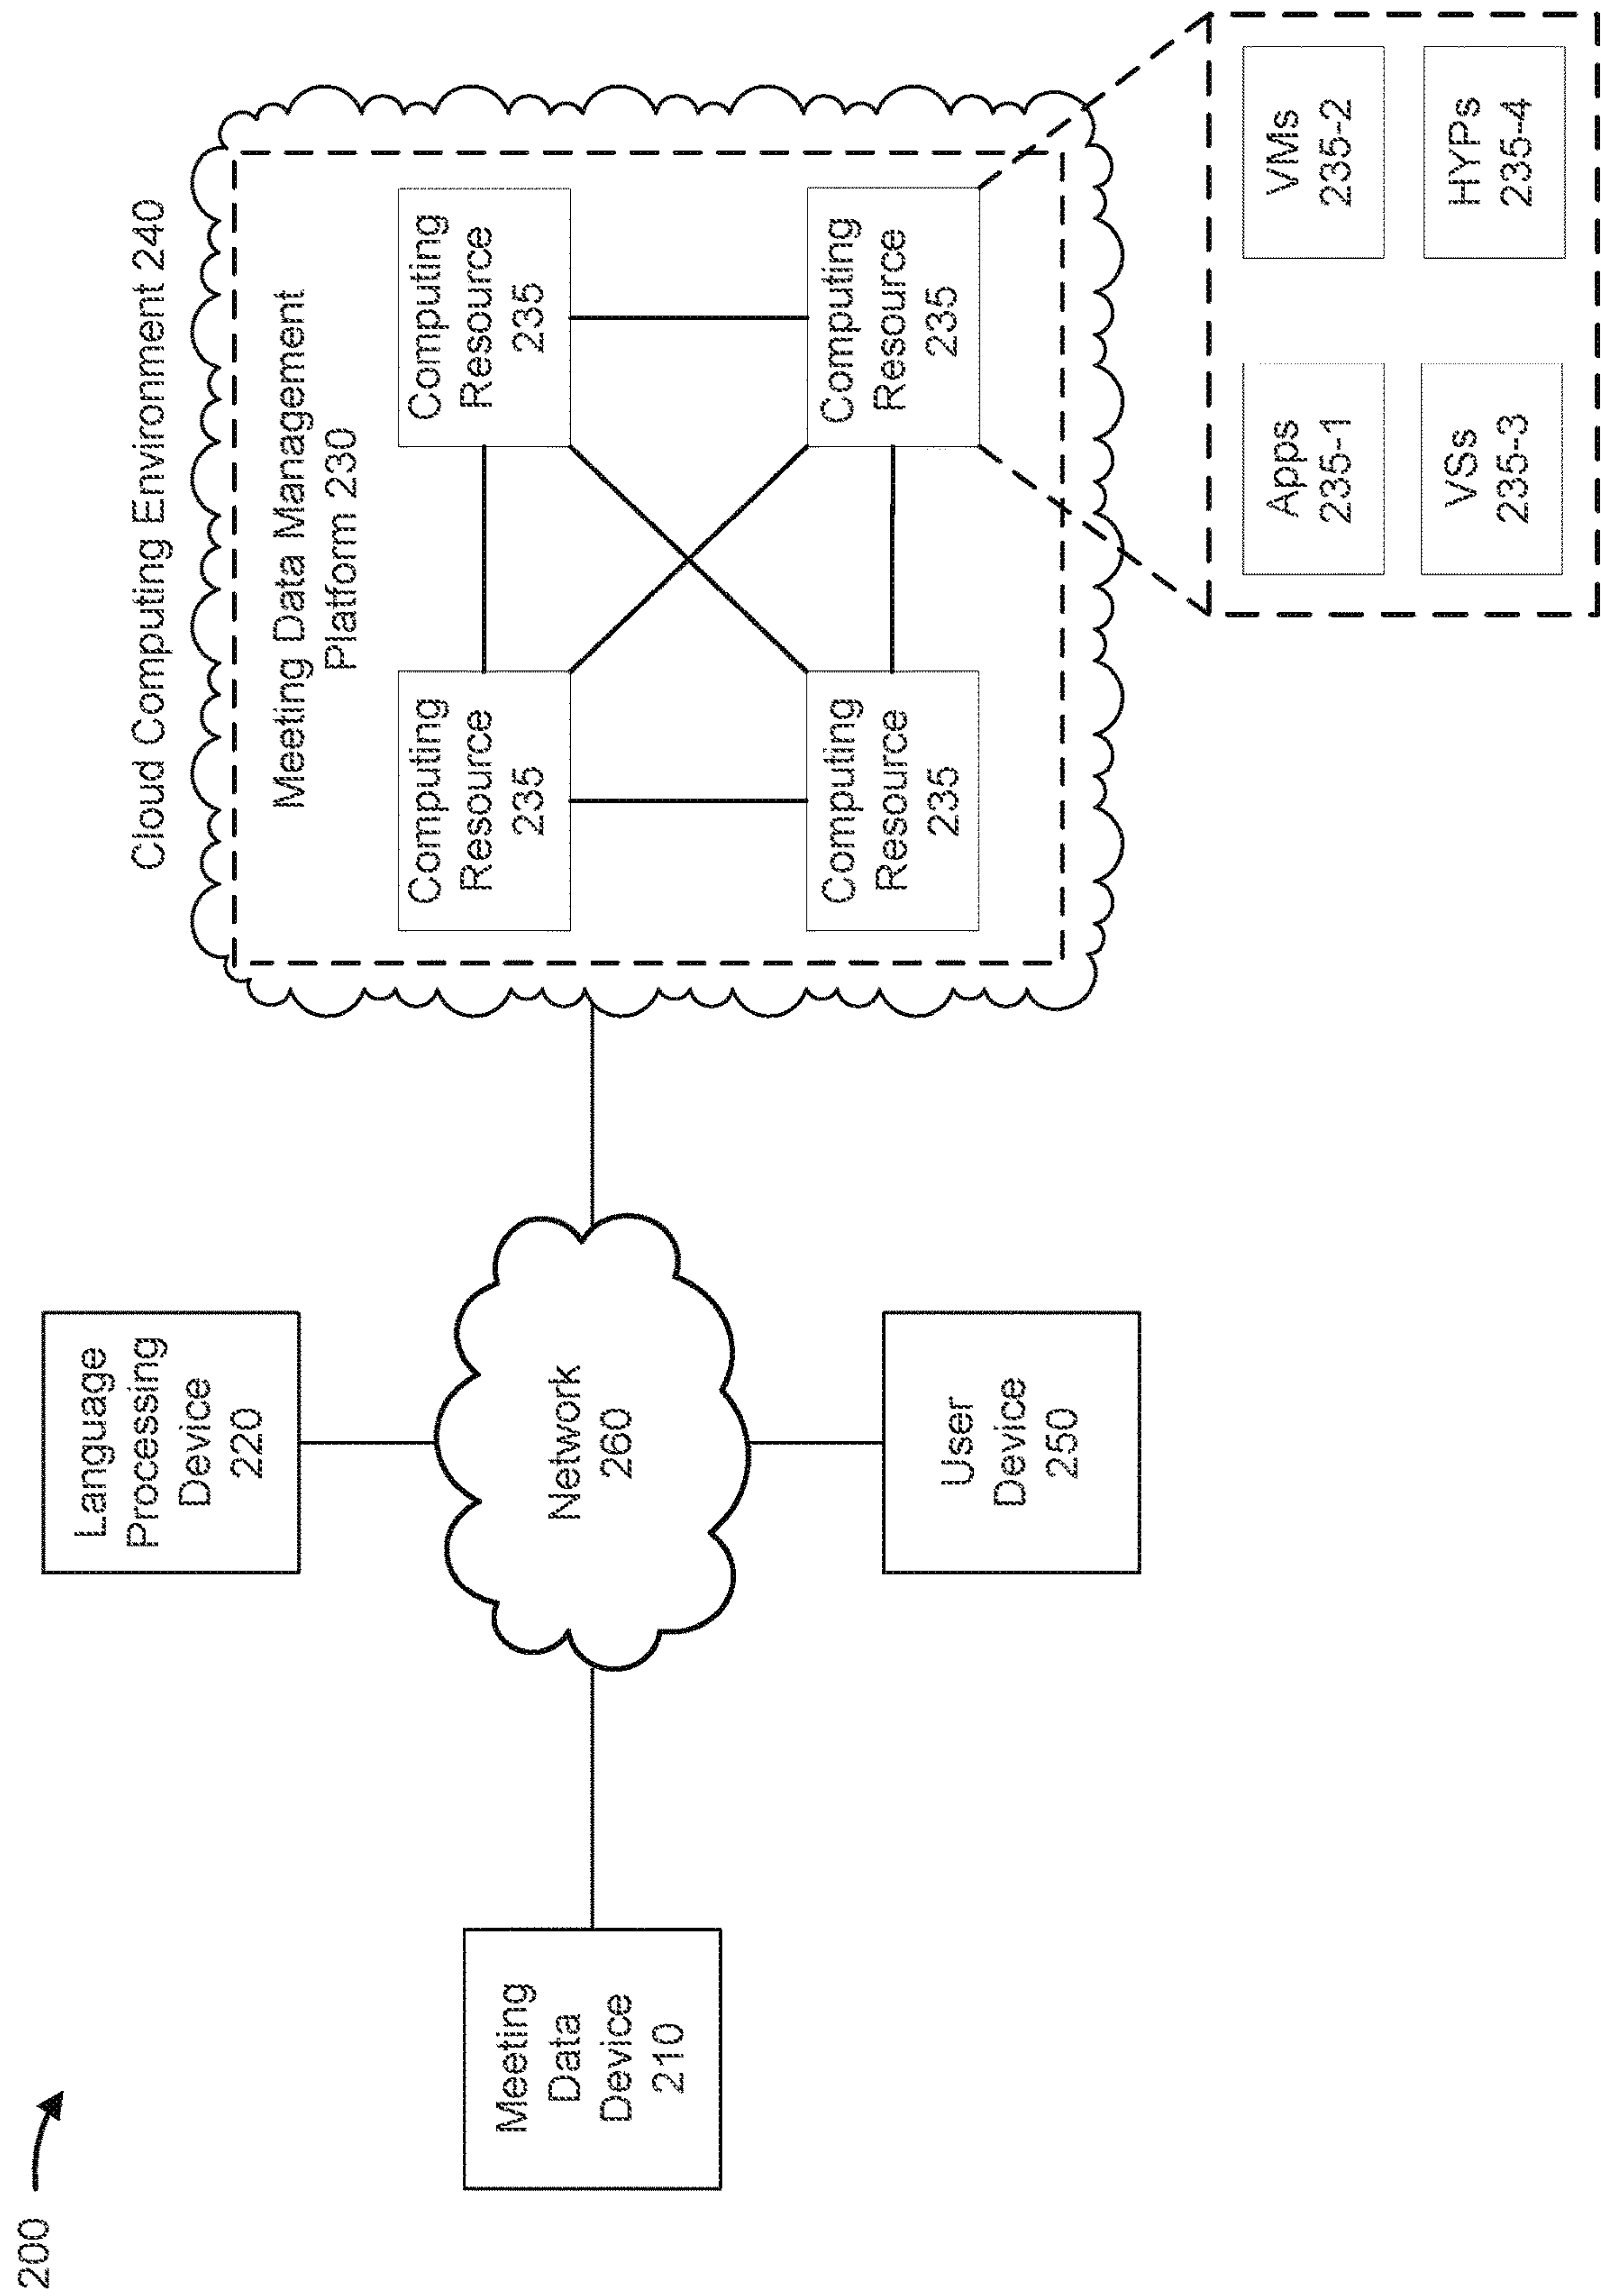 200
Cloud Computing Environment 240
Language
Processing
Device
220
Meeting Data Management
Platform 230
Computing
Resource
235
Computing
Resource
235
Meeting
Data
Device
210
Network
260
Computing
Resource
235
Computing
Resource
235
User
Device
250
Apps
235-1
VMs
235-2
VSs
235-3
HYPs
235-4